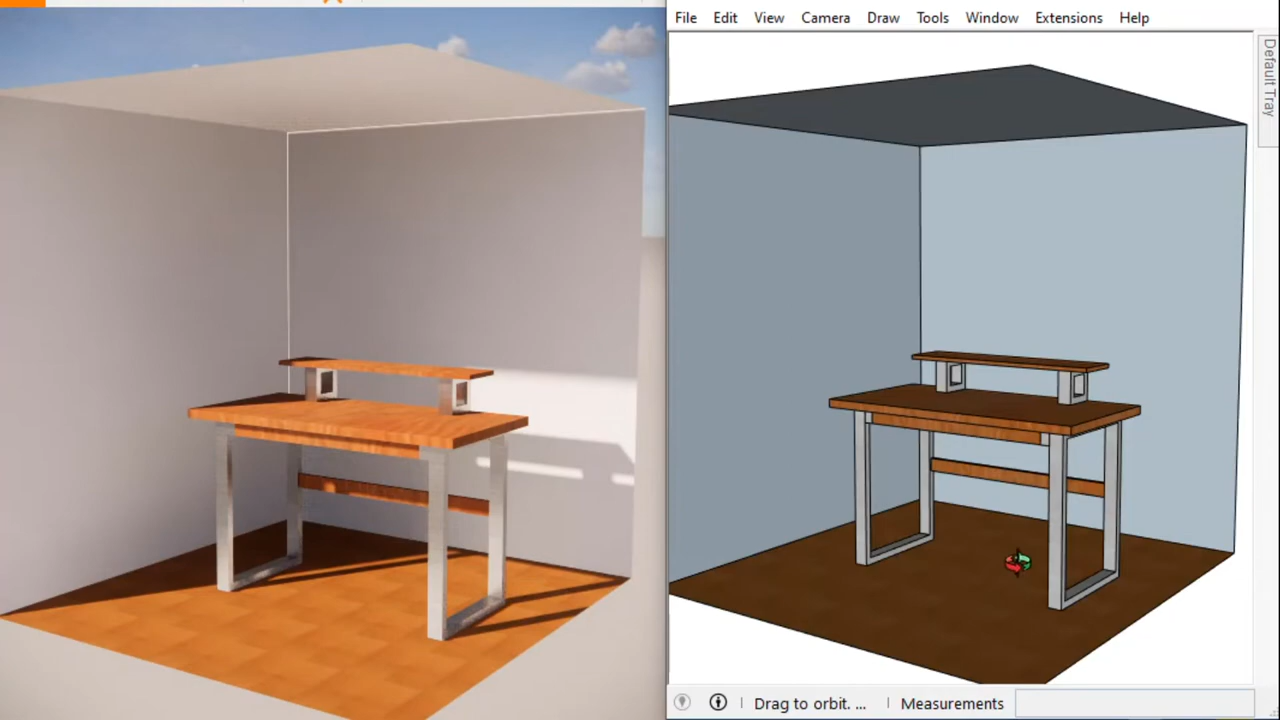 File Edit View Camera Draw Tools Window Extensions Help
Default Tray
Drag to orbit. ... Measurements